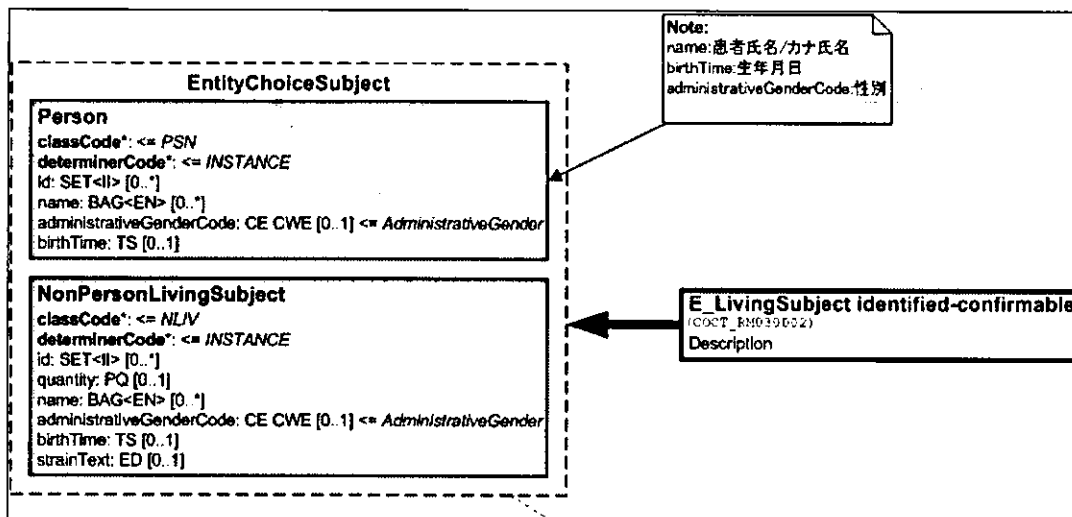 Note:
name:患者氏名/カナ氏名
birthTime:生年月日
administrativeGenderCode:性別
EntityChoiceSubject
Person
classCode*: <= PSN
determinerCode*: <= INSTANCE
id: SET<II> [0..*]
name: BAG<EN> [0..*]
administrativeGenderCode: CE CWE [0..1] <= AdministrativeGender
birthTime: TS [0..1]
NonPersonLivingSubject
classCode*: <= NLIV
determinerCode*: <= INSTANCE
id: SET<II> [0..*]
quantity: PQ [0..1]
name: BAG<EN> [0..*]
administrativeGenderCode: CE CWE [0..1] <= AdministrativeGender
birthTime: TS [0..1]
strainText: ED [0..1]
E_LivingSubject identified-confirmable
(COCT_RM030002)
Description